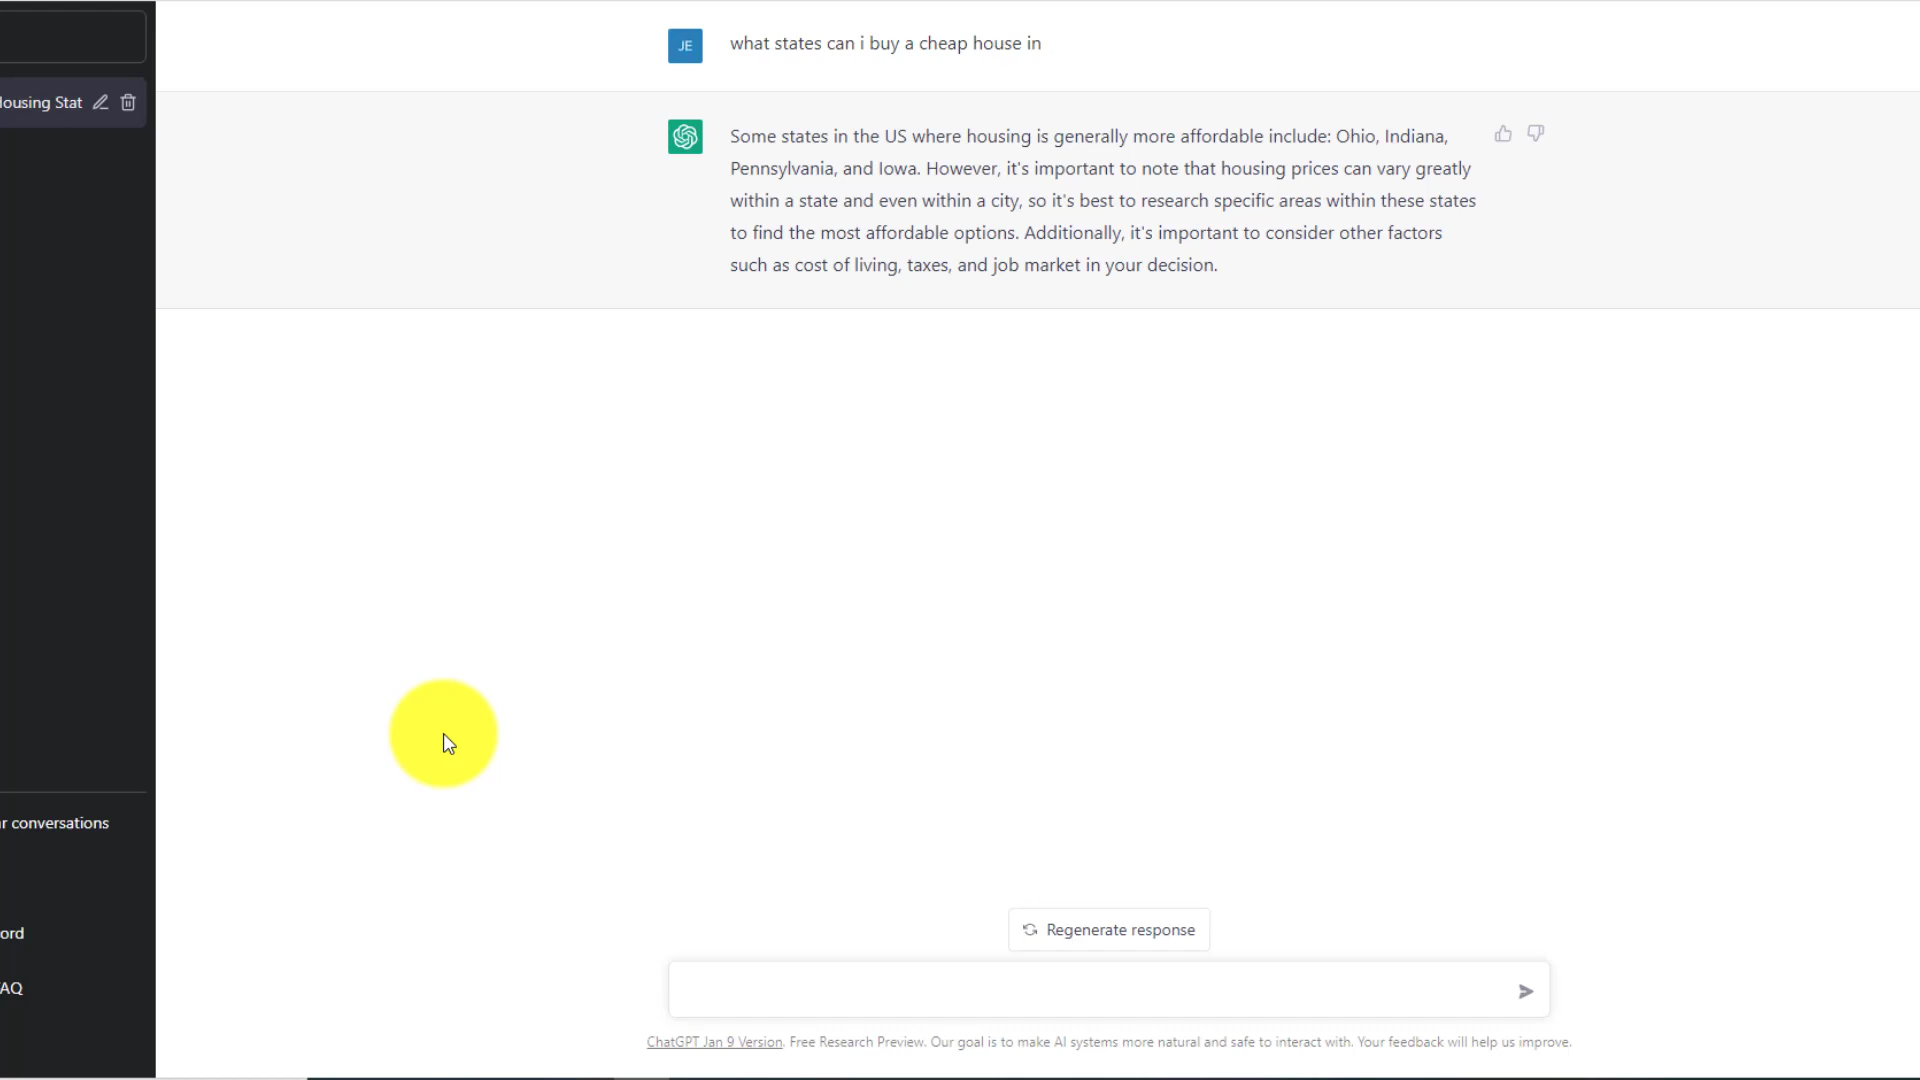 JE
what states can i buy a cheap house in
ousing Stat
Some states in the US where housing is generally more affordable include: Ohio, Indiana,
Pennsylvania, and Iowa. However, it's important to note that housing prices can vary greatly
within a state and even within a city, so it's best to research specific areas within these states
to find the most affordable options. Additionally, it's important to consider other factors
such as cost of living, taxes, and job market in your decision.
r conversations
ord
AQ
Regenerate response
ChatGPT Jan 9 Version. Free Research Preview. Our goal is to make AI systems more natural and safe to interact with. Your feedback will help us improve.